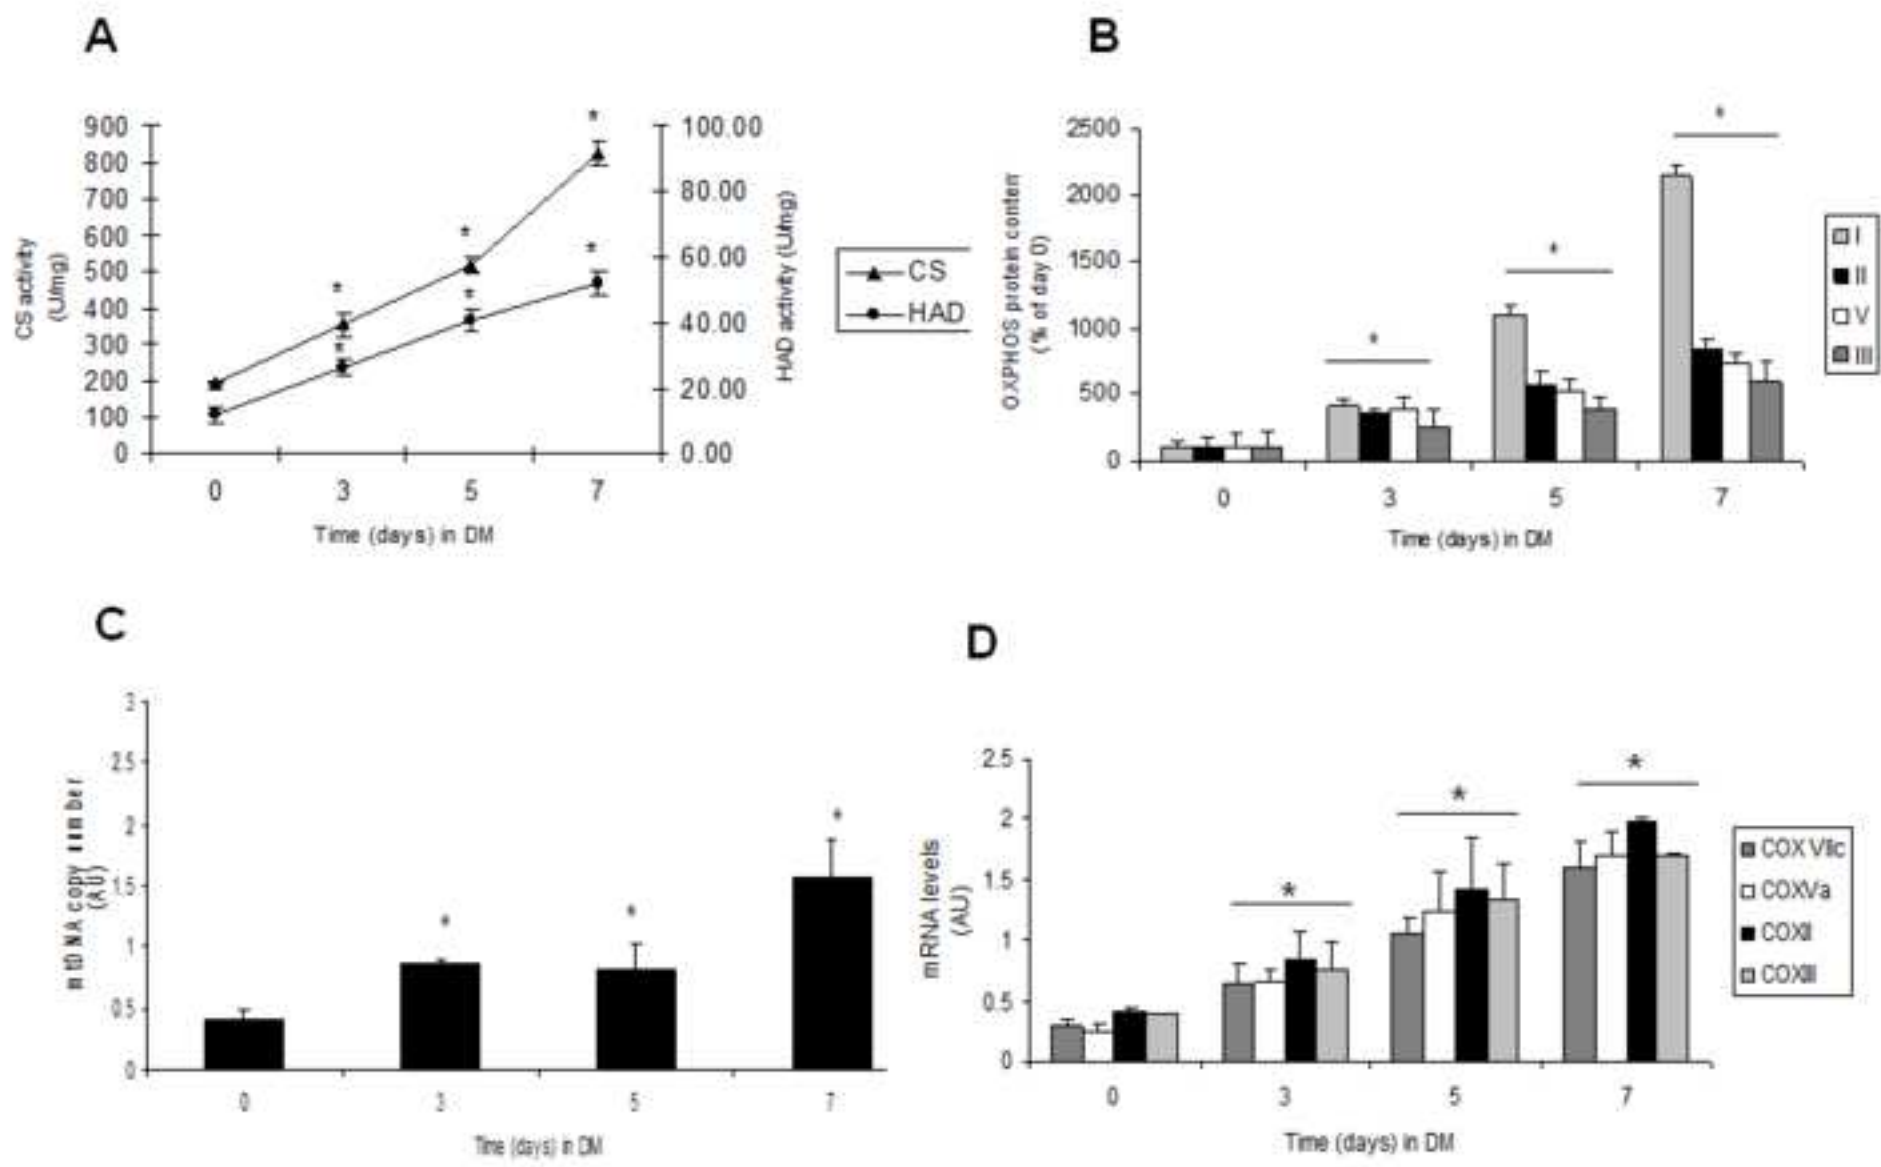 A
900
800
700
600
500
400
300
200
100
0
CS activity
(U/mg)
100.00
80.00
60.00
40.00
20.00
0.00
HAD activity (U/mg)
* * *
* * *
0 3 5 7
Time (days) in DM
CS
HAD
B
2500
2000
1500
1000
500
0
OXPHOS protein conten
(% of day 0)
* * *
0 3 5 7
Time (days) in DM
I
II
V
III
C
3
2.5
2
1.5
1
0.5
0
mtDNA copy number
(AU)
* * *
0 3 5 7
Time (days) in DM
D
2.5
2
1.5
1
0.5
0
mRNA levels
(AU)
* * *
0 3 5 7
Time (days) in DM
COX VIIc
COXVa
COXII
COXIII